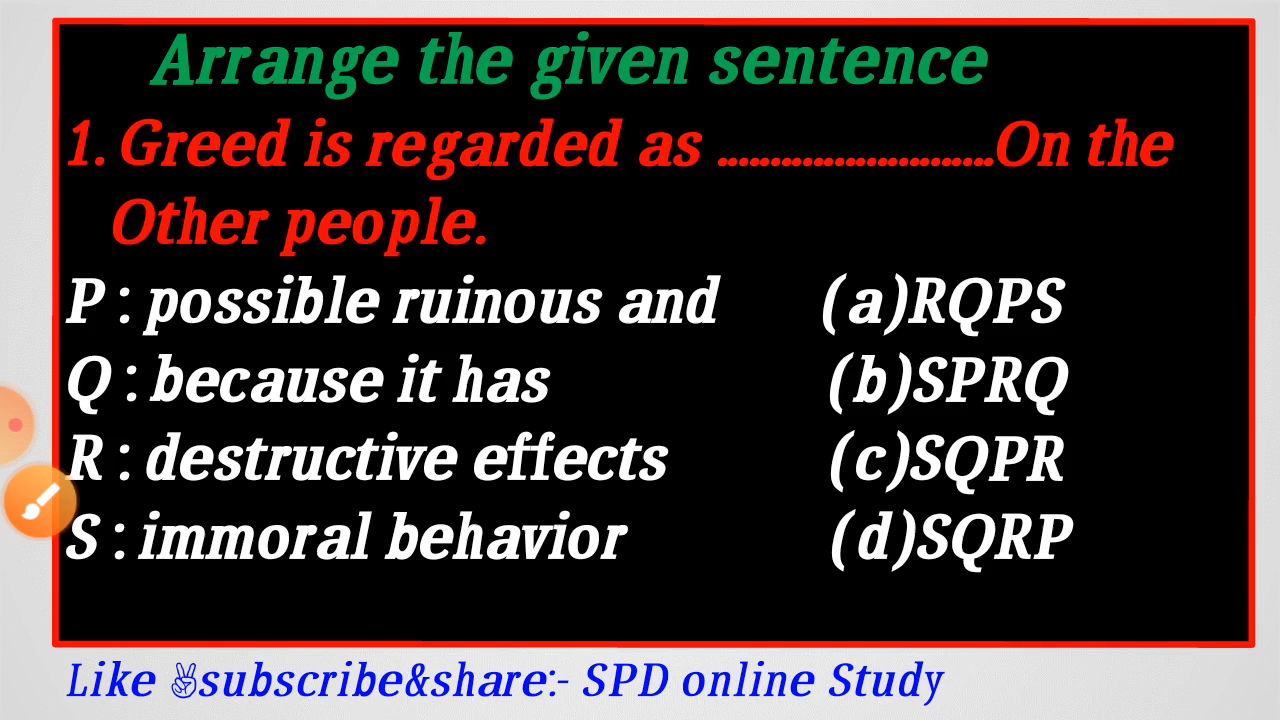 Arrange the given sentence
1. Greed is regarded as ..........................On the
Other people.
P : possible ruinous and (a)RQPS
Q : because it has (b)SPRQ
R : destructive effects (c)SQPR
S : immoral behavior (d)SQRP
Like ✌subscribe&share:- SPD online Study